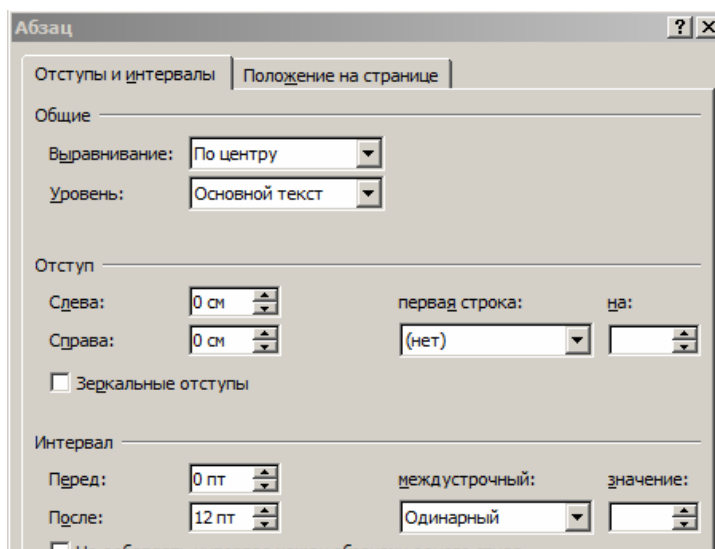 Абзац
Отступы и интервалы Положение на странице
Общие
Выравнивание: По центру
Уровень: Основной текст
Отступ
Слева: 0 см первая строка: на:
Справа: 0 см (нет)
Зеркальные отступы
Интервал
Перед: 0 пт междустрочный: значение:
После: 12 пт Одинарный